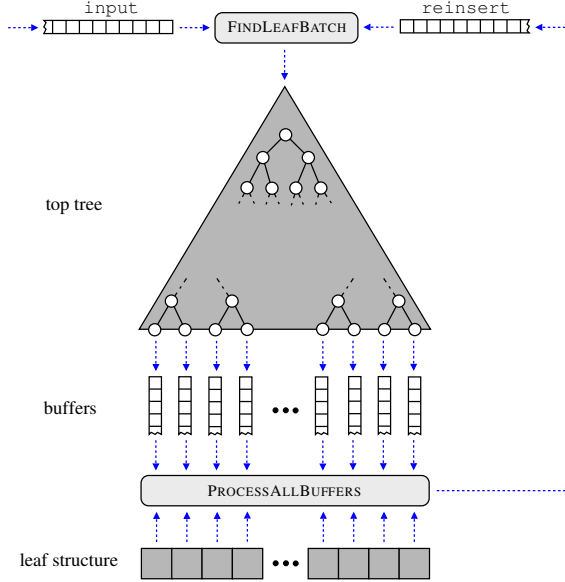 input
FINDLEAFBATCH
reinsert
top tree
buffers
PROCESSALLBUFFERS
leaf structure